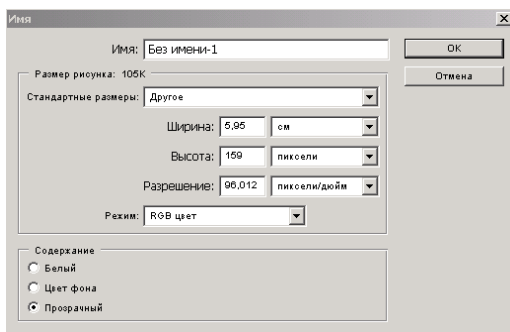 Имя
Имя: Без имени-1
OK
Размер рисунка: 105K
Отмена
Стандартные размеры: Другое
Ширина: 5,95 см
Высота: 159 пиксели
Разрешение: 96,012 пиксели/дюйм
Режим: RGB цвет
Содержание
Белый
Цвет фона
Прозрачный